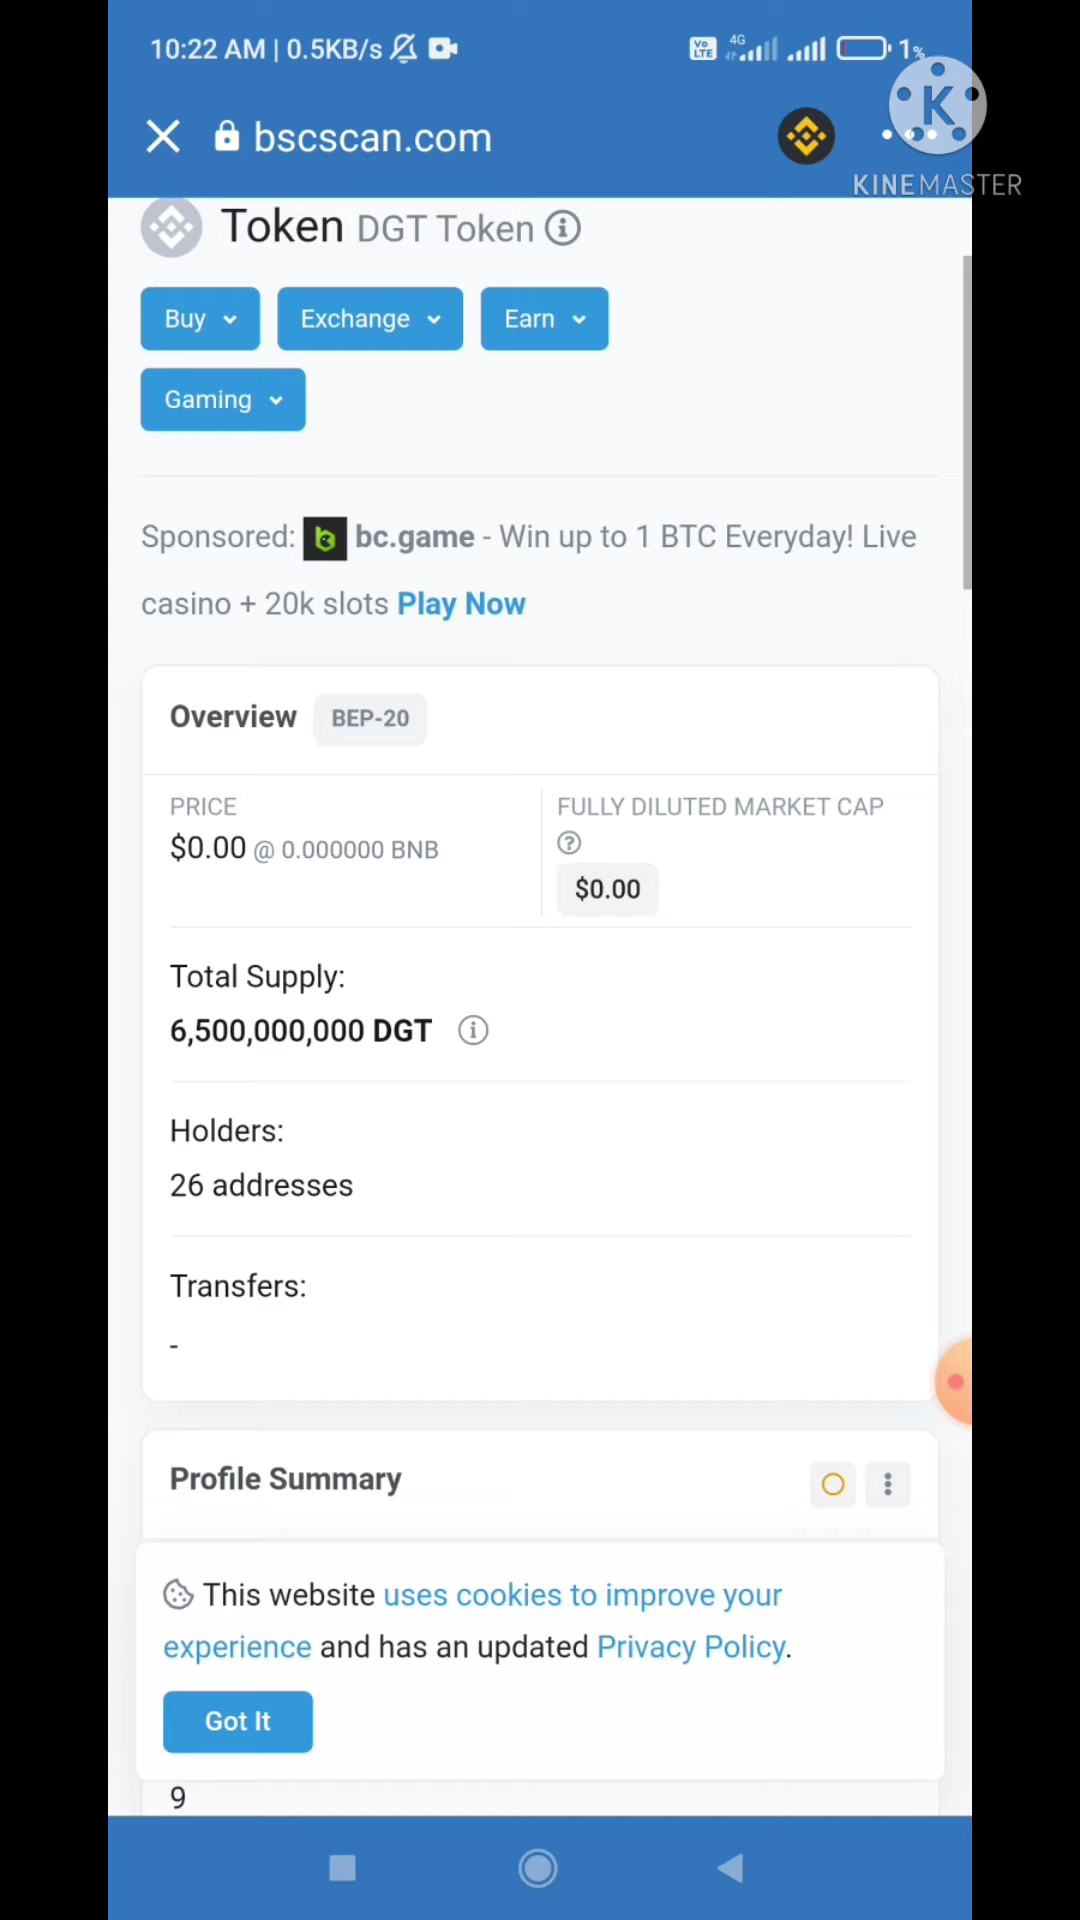 10:22 AM | 0.5KB/s
Vo LTE 4G 1%
bscscan.com
K
KINEMASTER
Token DGT Token
Buy Exchange Earn
Gaming
Sponsored: bc.game - Win up to 1 BTC Everyday! Live
casino + 20k slots Play Now
Overview BEP-20
PRICE
$0.00 @ 0.000000 BNB
FULLY DILUTED MARKET CAP
$0.00
Total Supply:
6,500,000,000 DGT
Holders:
26 addresses
Transfers:
-
Profile Summary
This website uses cookies to improve your
experience and has an updated Privacy Policy.
Got It
9